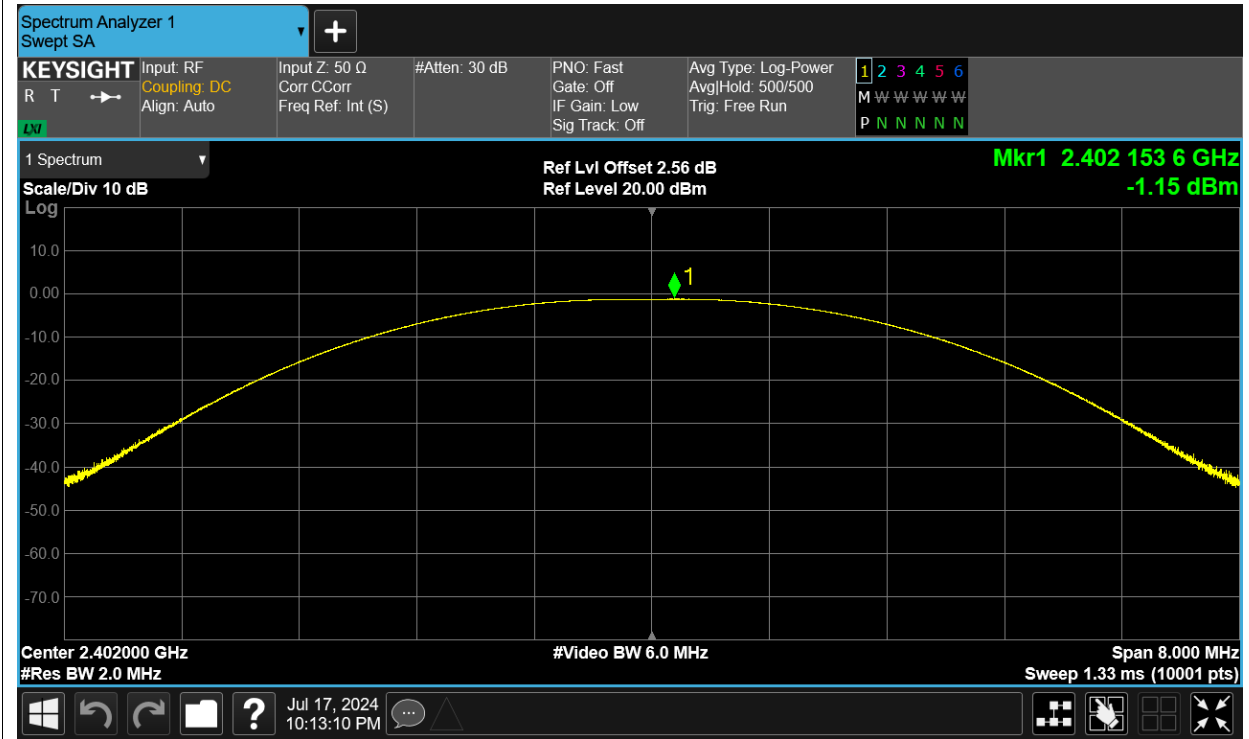 Spectrum Analyzer 1
Swept SA
KEYSIGHT
R T
LXI
Input: RF
Coupling: DC
Align: Auto
Input Z: 50 Ω
Corr CCorr
Freq Ref: Int (S)
#Atten: 30 dB
PNO: Fast
Gate: Off
IF Gain: Low
Sig Track: Off
Avg Type: Log-Power
Avg|Hold: 500/500
Trig: Free Run
1 2 3 4 5 6
M W W W W W
P N N N N N
1 Spectrum
Scale/Div 10 dB
Ref Lvl Offset 2.56 dB
Ref Level 20.00 dBm
Mkr1 2.402 153 6 GHz
-1.15 dBm
Log
10.0
0.00
-10.0
-20.0
-30.0
-40.0
-50.0
-60.0
-70.0
1
Center 2.402000 GHz
#Res BW 2.0 MHz
#Video BW 6.0 MHz
Span 8.000 MHz
Sweep 1.33 ms (10001 pts)
?
Jul 17, 2024
10:13:10 PM